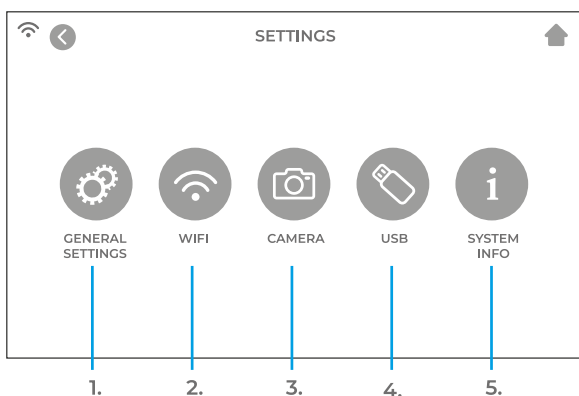 SETTINGS
GENERAL
SETTINGS
WIFI
CAMERA
USB
SYSTEM
INFO
1.
2.
3.
4.
5.